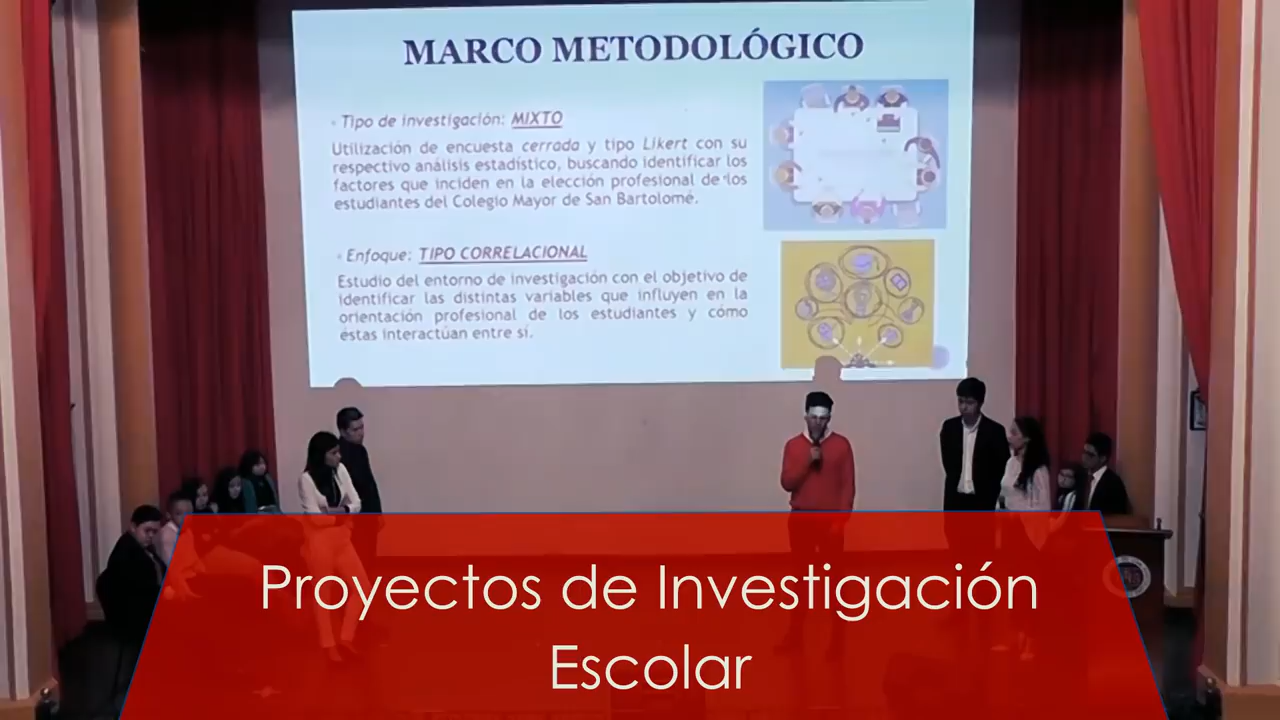 MARCO METODOLÓGICO
Tipo de investigación: MIXTO
Utilización de encuesta cerrada y tipo Likert con su
respectivo análisis estadístico, buscando identificar los
factores que inciden en la elección profesional de los
estudiantes del Colegio Mayor de San Bartolomé.
Enfoque: TIPO CORRELACIONAL
Estudio del entorno de investigación con el objetivo de
identificar las distintas variables que influyen en la
orientación profesional de los estudiantes y cómo
éstas interactúan entre sí.
Proyectos de Investigación
Escolar